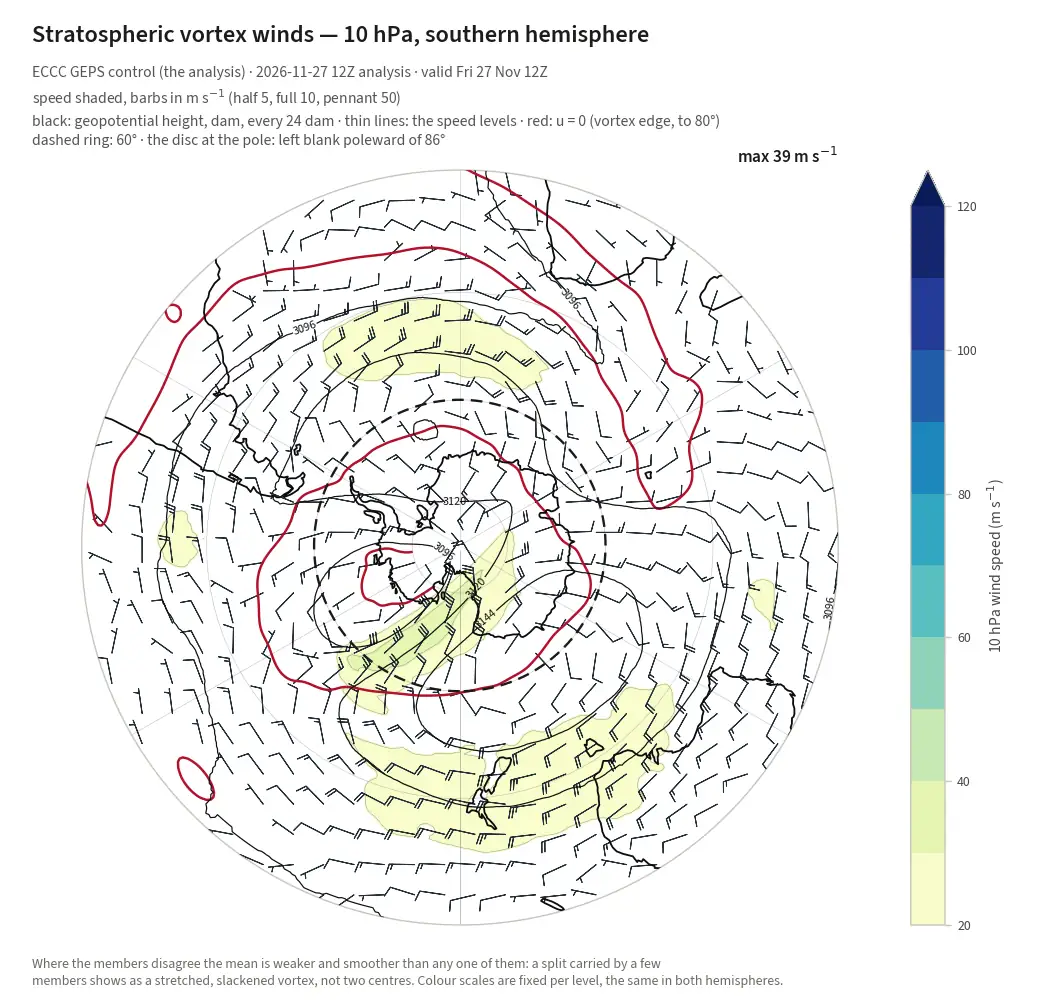 Stratospheric vortex winds — 10 hPa, southern hemisphere
ECCC GEPS control (the analysis) · 2026-11-27 12Z analysis · valid Fri 27 Nov 12Z
speed shaded, barbs in m s⁻¹ (half 5, full 10, pennant 50)
black: geopotential height, dam, every 24 dam · thin lines: the speed levels · red: u = 0 (vortex edge, to 80°)
dashed ring: 60° · the disc at the pole: left blank poleward of 86°
max 39 m s⁻¹
120
100
80
60
40
20
10 hPa wind speed (m s⁻¹)
3096
3096
3120
3096
3120
3144
3096
Where the members disagree the mean is weaker and smoother than any one of them: a split carried by a few
members shows as a stretched, slackened vortex, not two centres. Colour scales are fixed per level, the same in both hemispheres.